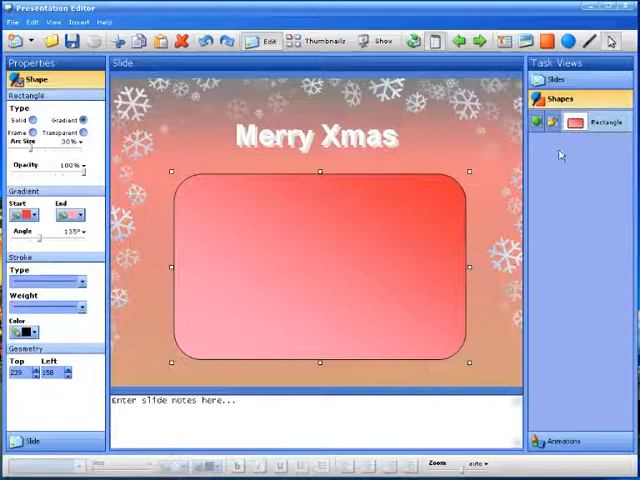 Presentation Editor
File Edit View Insert Help
Edit Thumbnails Show
Properties Slide Task Views
Shape Slides
Rectangle Shapes
Type Rectangle
Solid Gradient
Frame Transparent
Arc Size 30%
Opacity 100%
Gradient
Start End
Angle 135°
Stroke
Type
Weight
Color
Geometry
Top Left
239 158
Merry Xmas
Enter slide notes here...
Slide Animations
Zoom auto